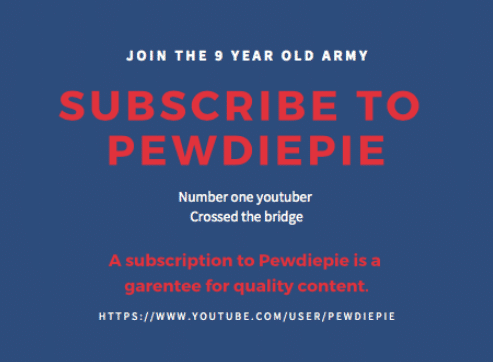 JOIN THE 9 YEAR OLD ARMY
SUBSCRIBE TO
PEWDIEPIE
Number one youtuber
Crossed the bridge
A subscription to Pewdiepie is a
garentee for quality content.
HTTPS://WWW.YOUTUBE.COM/USER/PEWDIEPIE